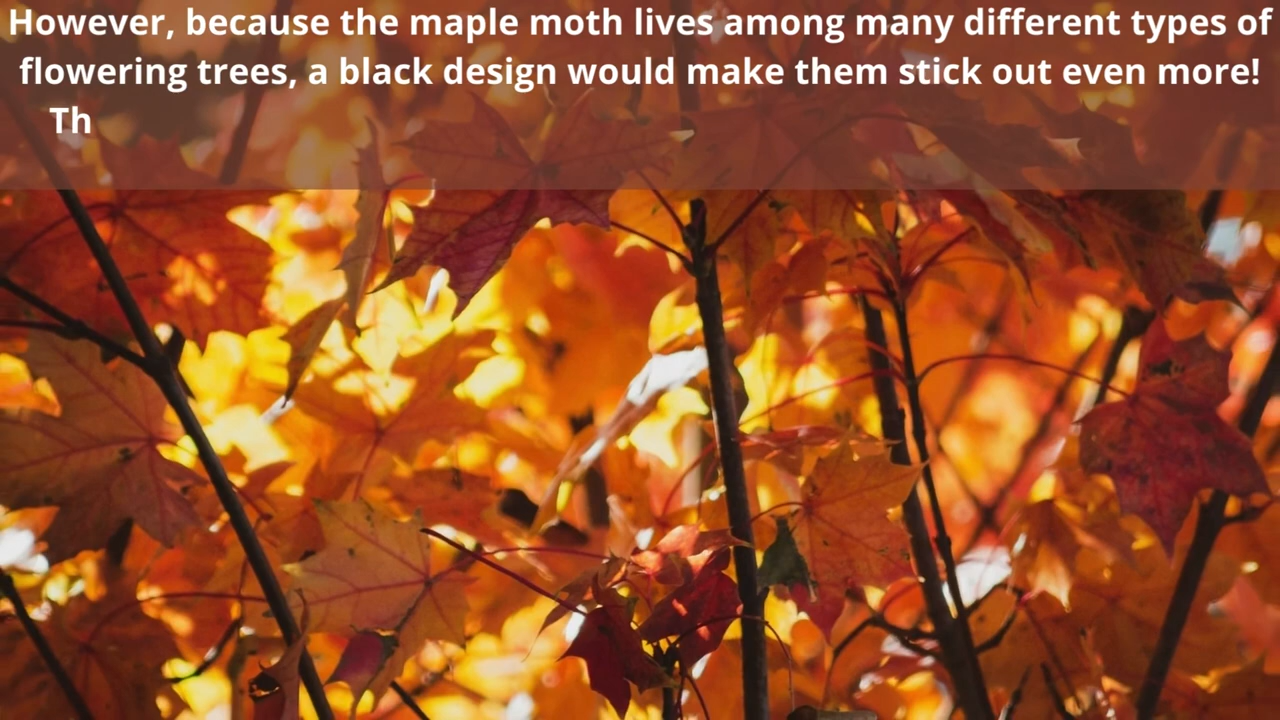 However, because the maple moth lives among many different types of
flowering trees, a black design would make them stick out even more!
Th